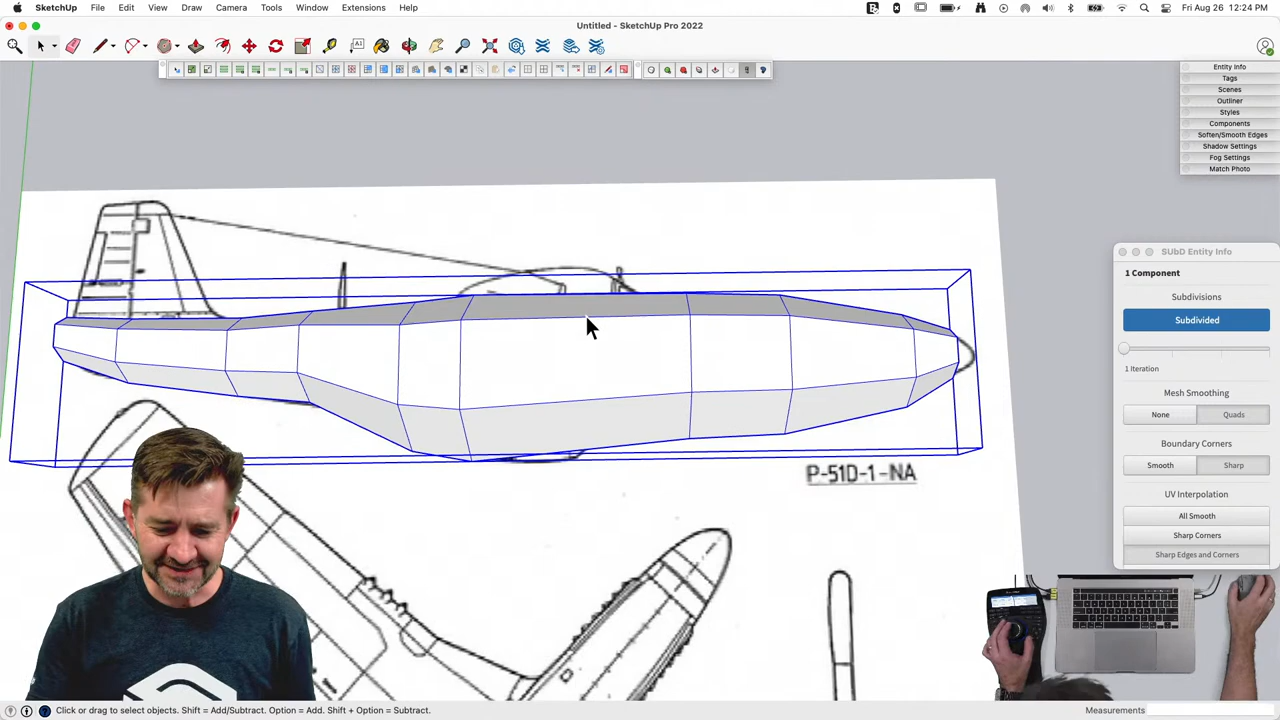 SketchUp File Edit View Draw Camera Tools Window Extensions Help
Fri Aug 26 12:24 PM
Untitled - SketchUp Pro 2022
Entity Info
Tags
Scenes
Outliner
Styles
Components
Soften/Smooth Edges
Shadow Settings
Fog Settings
Match Photo
SUbD Entity Info
1 Component
Subdivisions
Subdivided
1 Iteration
Mesh Smoothing
None Quads
Boundary Corners
Smooth Sharp
UV Interpolation
All Smooth
Sharp Corners
Sharp Edges and Corners
P-51D-1-NA
Click or drag to select objects. Shift = Add/Subtract. Option = Add. Shift + Option = Subtract.
Measurements